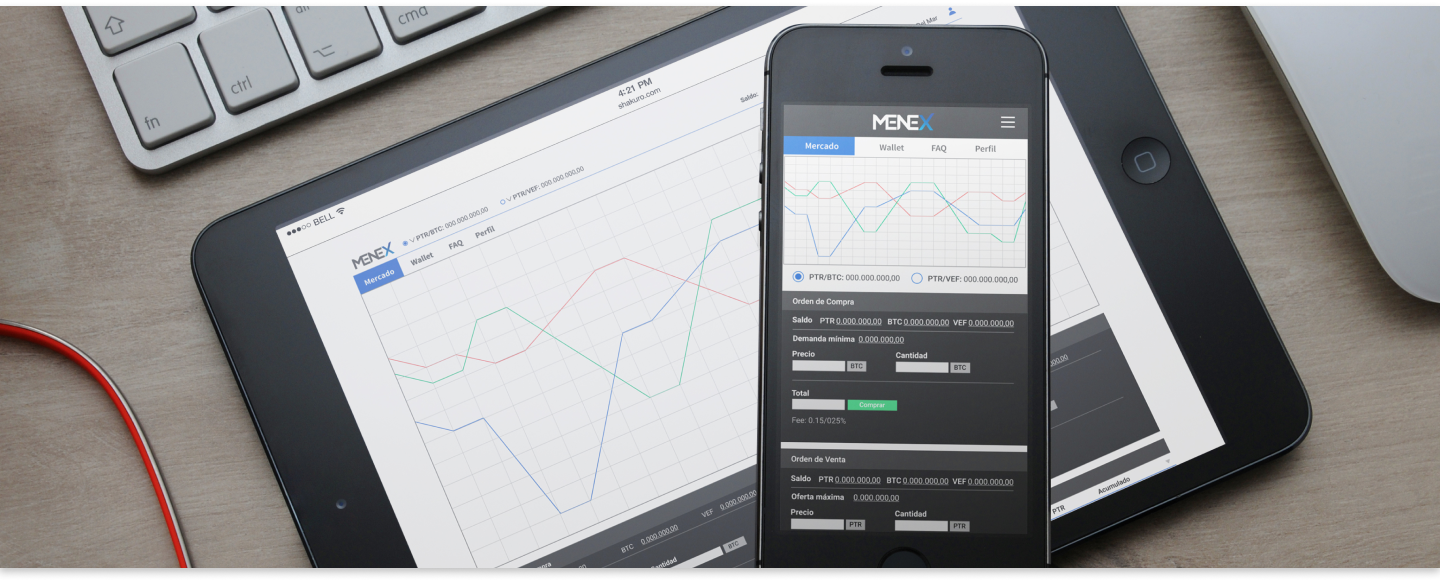 cmd
fn
ctrl
4:21 PM
shakuro.com
Saldo:
BELL
MENEX
PTR/BTC: 000.000.000,00
PTR/VEF: 000.000.000,00
Mercado
Wallet
FAQ
Perfil
BTC 0.000.000,00
VEF 0.000.000,00
BTC
PTR
Acumulado
MENEX
Mercado Wallet FAQ Perfil
PTR/BTC: 000.000.000,00 PTR/VEF: 000.000.000,00
Orden de Compra
Saldo PTR 0.000.000,00 BTC 0.000.000,00 VEF 0.000.000,00
Demanda mínima 0.000.000,00
Precio Cantidad
BTC BTC
Total
Comprar
Fee: 0.15/025%
Orden de Venta
Saldo PTR 0.000.000,00 BTC 0.000.000,00 VEF 0.000.000,00
Oferta máxima 0.000.000,00
Precio Cantidad
PTR PTR